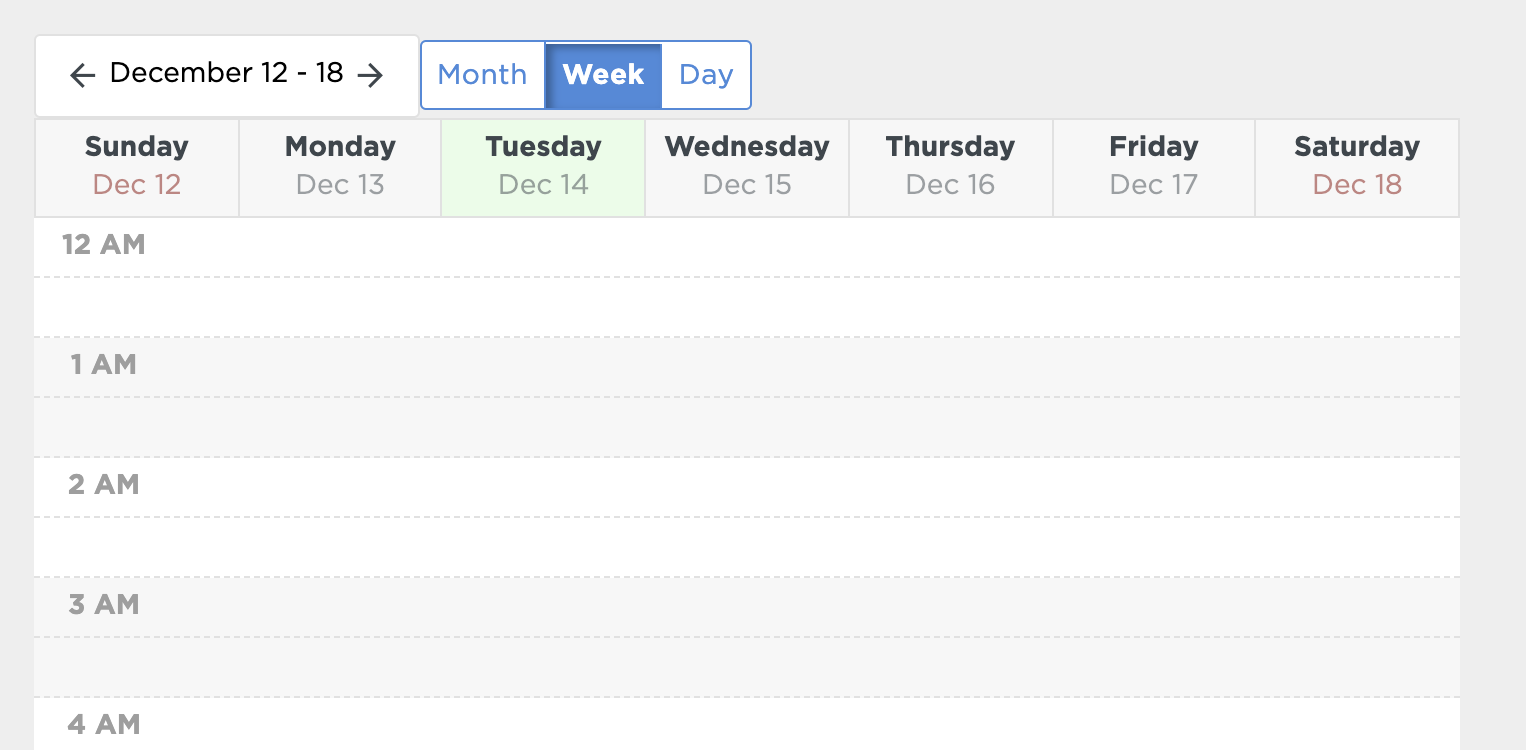 December 12 - 18 Month Week Day
Sunday Monday Tuesday Wednesday Thursday Friday Saturday
Dec 12 Dec 13 Dec 14 Dec 15 Dec 16 Dec 17 Dec 18
12 AM
1 AM
2 AM
3 AM
4 AM